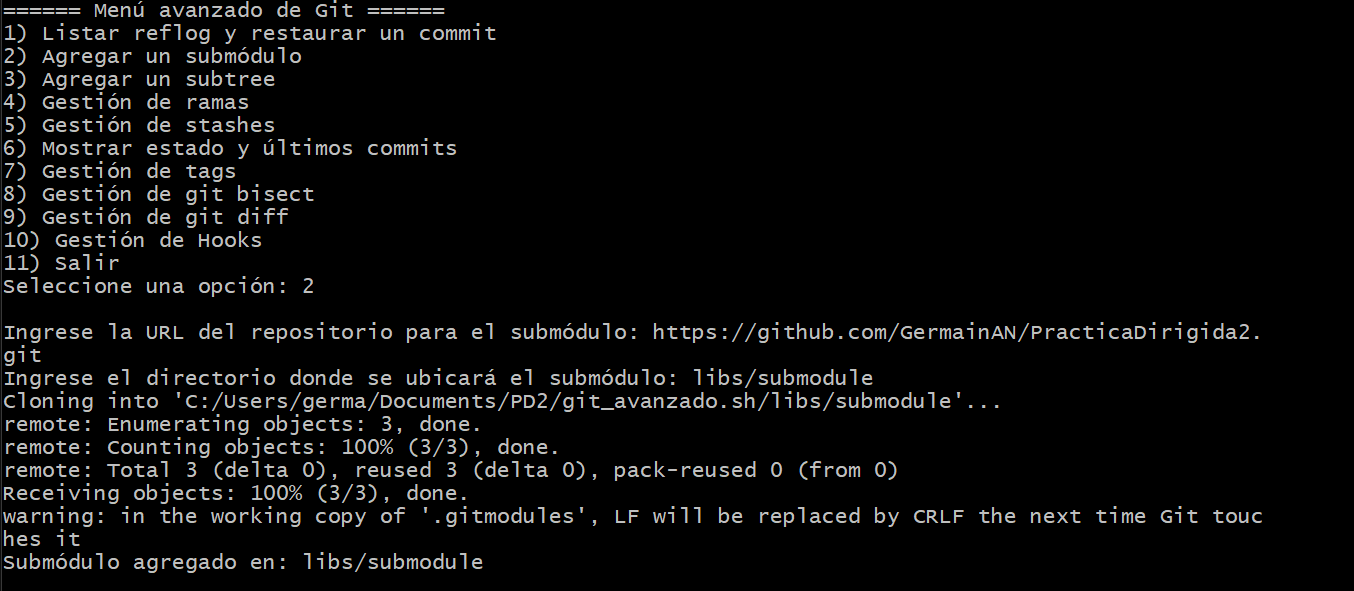 ====== Menú avanzado de Git ======
1) Listar reflog y restaurar un commit
2) Agregar un submódulo
3) Agregar un subtree
4) Gestión de ramas
5) Gestión de stashes
6) Mostrar estado y últimos commits
7) Gestión de tags
8) Gestión de git bisect
9) Gestión de git diff
10) Gestión de Hooks
11) Salir
Seleccione una opción: 2
Ingrese la URL del repositorio para el submódulo: https://github.com/GermainAN/PracticaDirigida2.
git
Ingrese el directorio donde se ubicará el submódulo: libs/submodule
Cloning into 'C:/Users/germa/Documents/PD2/git_avanzado.sh/libs/submodule'...
remote: Enumerating objects: 3, done.
remote: Counting objects: 100% (3/3), done.
remote: Total 3 (delta 0), reused 3 (delta 0), pack-reused 0 (from 0)
Receiving objects: 100% (3/3), done.
warning: in the working copy of '.gitmodules', LF will be replaced by CRLF the next time Git touc
hes it
Submódulo agregado en: libs/submodule